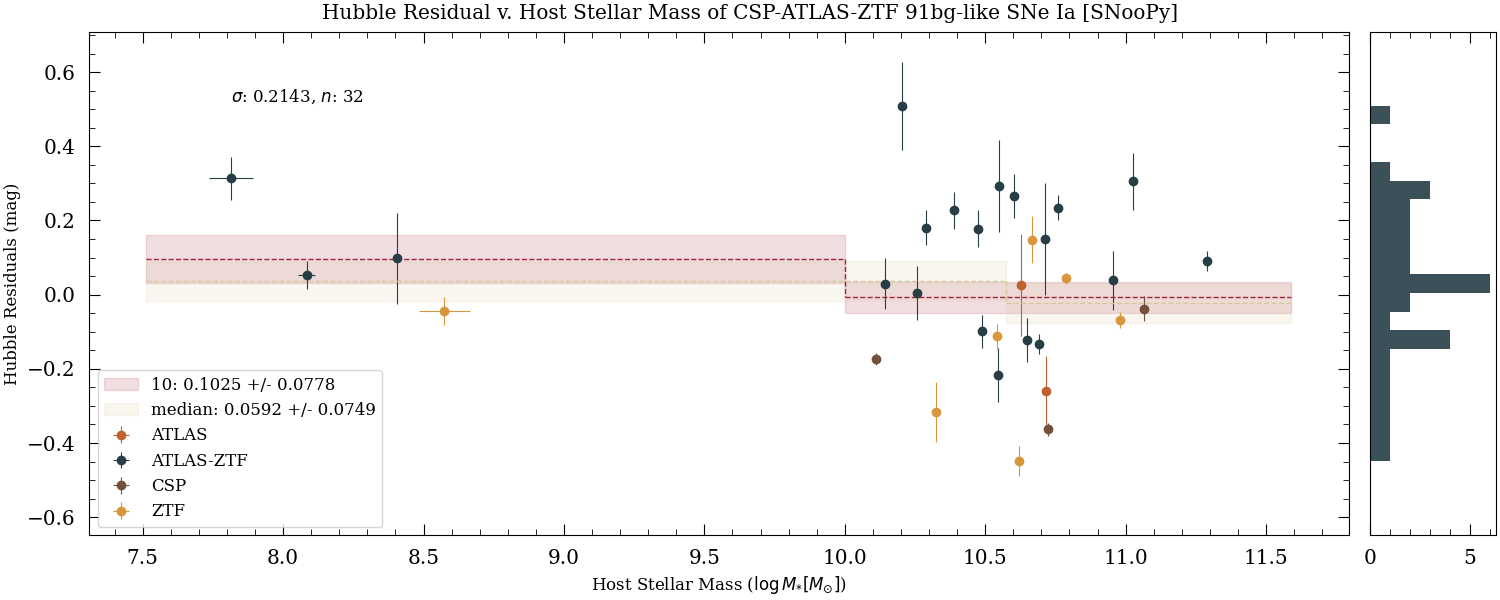 Hubble Residual v. Host Stellar Mass of CSP-ATLAS-ZTF 91bg-like SNe Ia [SNooPy]
σ: 0.2143, n: 32
Hubble Residuals (mag)
0.6
0.4
0.2
0.0
−0.2
−0.4
−0.6
10: 0.1025 +/- 0.0778
median: 0.0592 +/- 0.0749
ATLAS
ATLAS-ZTF
CSP
ZTF
7.5 8.0 8.5 9.0 9.5 10.0 10.5 11.0 11.5
0 5
Host Stellar Mass (log M*[M⊙])